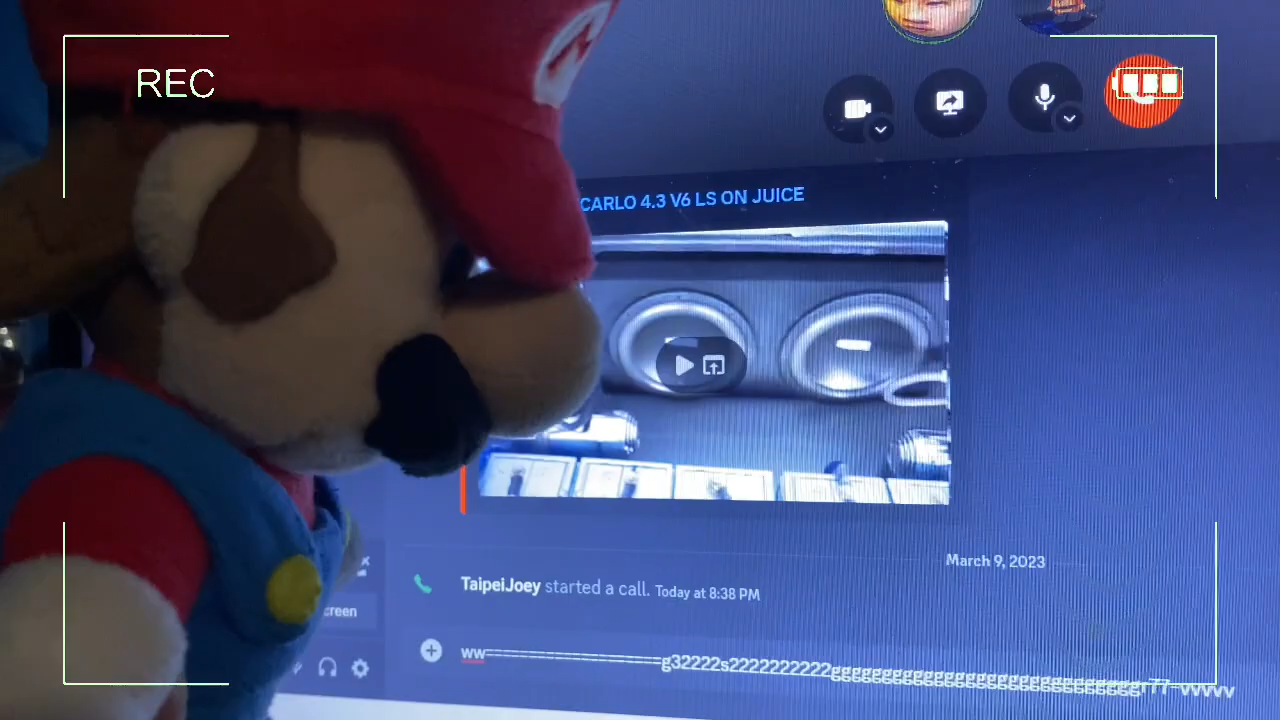 REC
CARLO 4.3 V6 LS ON JUICE
March 9, 2023
TaipeiJoey started a call. Today at 8:38 PM
creen